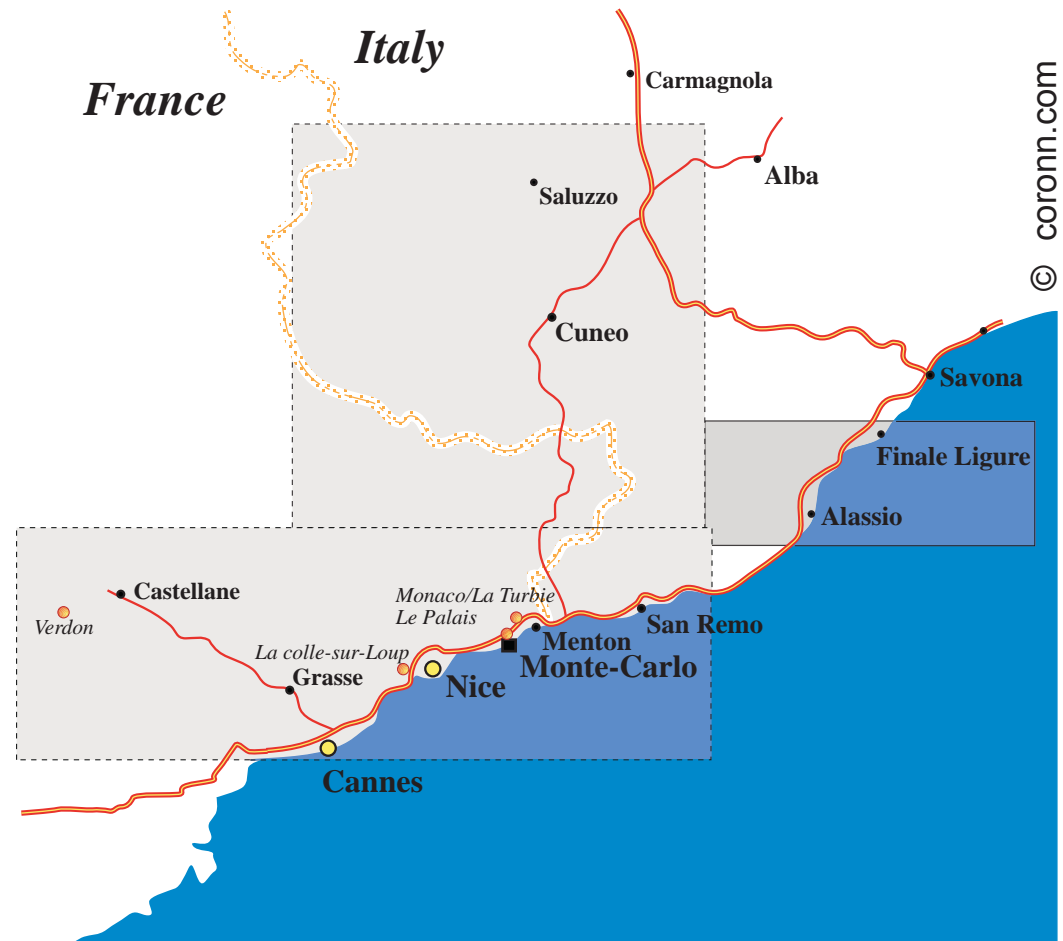 Italy
France
Carmagnola
© coronn.com
Alba
Saluzzo
Cuneo
Savona
Finale Ligure
Alassio
Castellane
Monaco/La Turbie
Le Palais
Verdon
San Remo
Menton
La colle-sur-Loup
Monte-Carlo
Grasse
Nice
Cannes